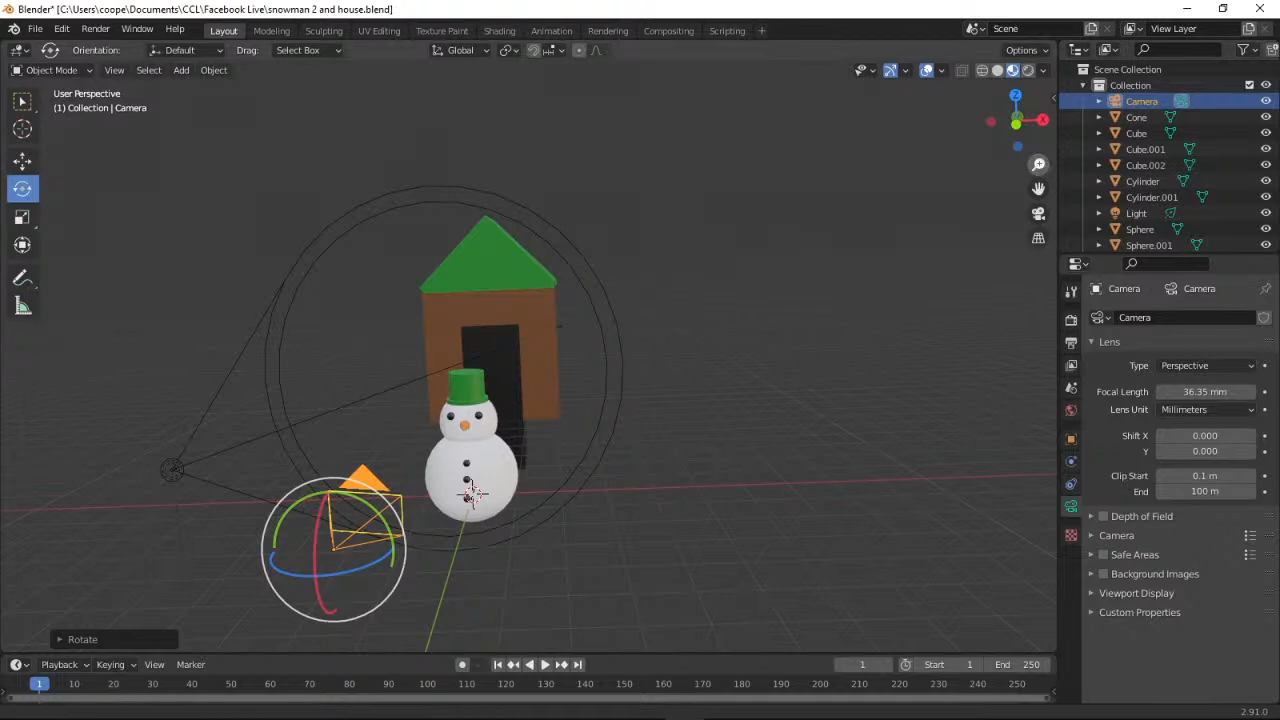 Blender* [C:\Users\coope\Documents\CCL\Facebook Live\snowman 2 and house.blend]
File Edit Render Window Help Layout Modeling Sculpting UV Editing Texture Paint Shading Animation Rendering Compositing Scripting + Scene View Layer
Orientation: Default Drag: Select Box Global Options
Object Mode View Select Add Object
User Perspective
(1) Collection | Camera
Z
X
Rotate
Scene Collection
Collection
Camera
Cone
Cube
Cube.001
Cube.002
Cylinder
Cylinder.001
Light
Sphere
Sphere.001
Camera Camera
Camera
Lens
Type Perspective
Focal Length 36.35 mm
Lens Unit Millimeters
Shift X 0.000
Y 0.000
Clip Start 0.1 m
End 100 m
Depth of Field
Camera
Safe Areas
Background Images
Viewport Display
Custom Properties
Playback Keying View Marker 1 Start 1 End 250
1 10 20 30 40 50 60 70 80 90 100 110 120 130 140 150 160 170 180 190 200 210 220 230 240 250
2.91.0